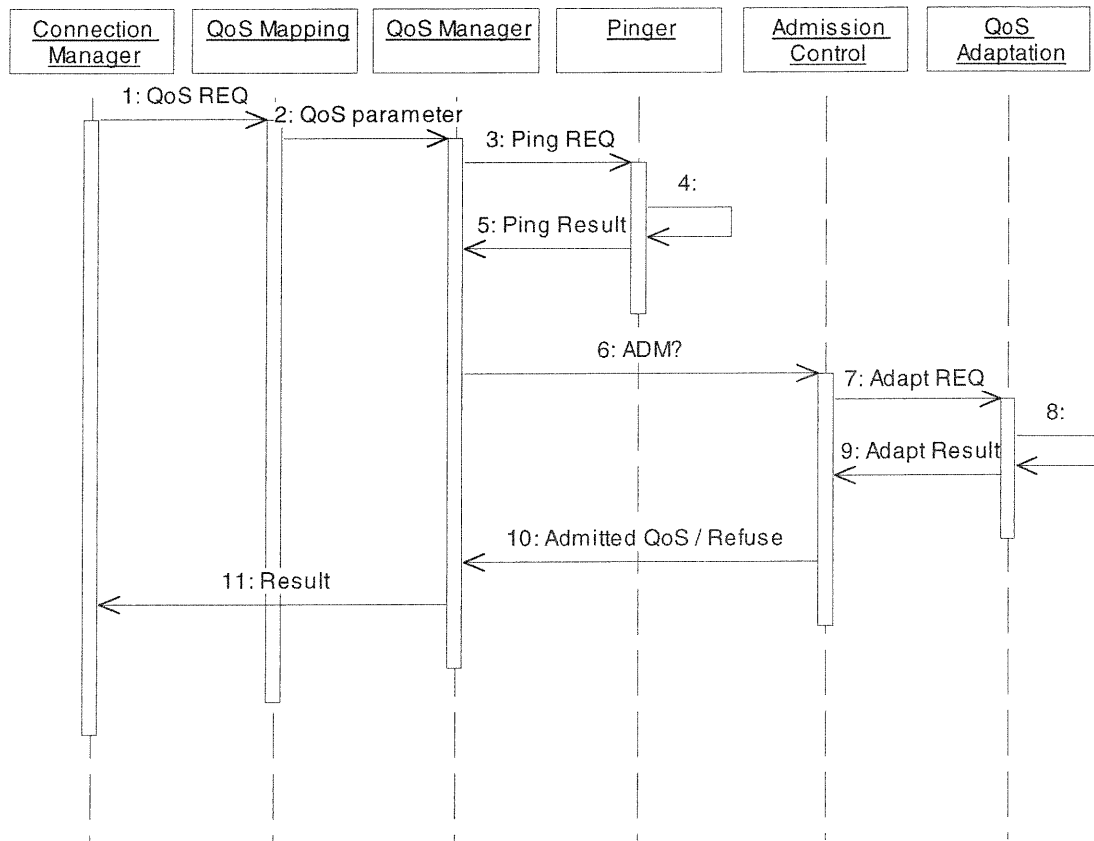 Connection
Manager
QoS Mapping
QoS Manager
Pinger
Admission
Control
QoS
Adaptation
1: QoS REQ
2: QoS parameter
3: Ping REQ
4:
5: Ping Result
6: ADM?
7: Adapt REQ
8:
9: Adapt Result
10: Admitted QoS / Refuse
11: Result